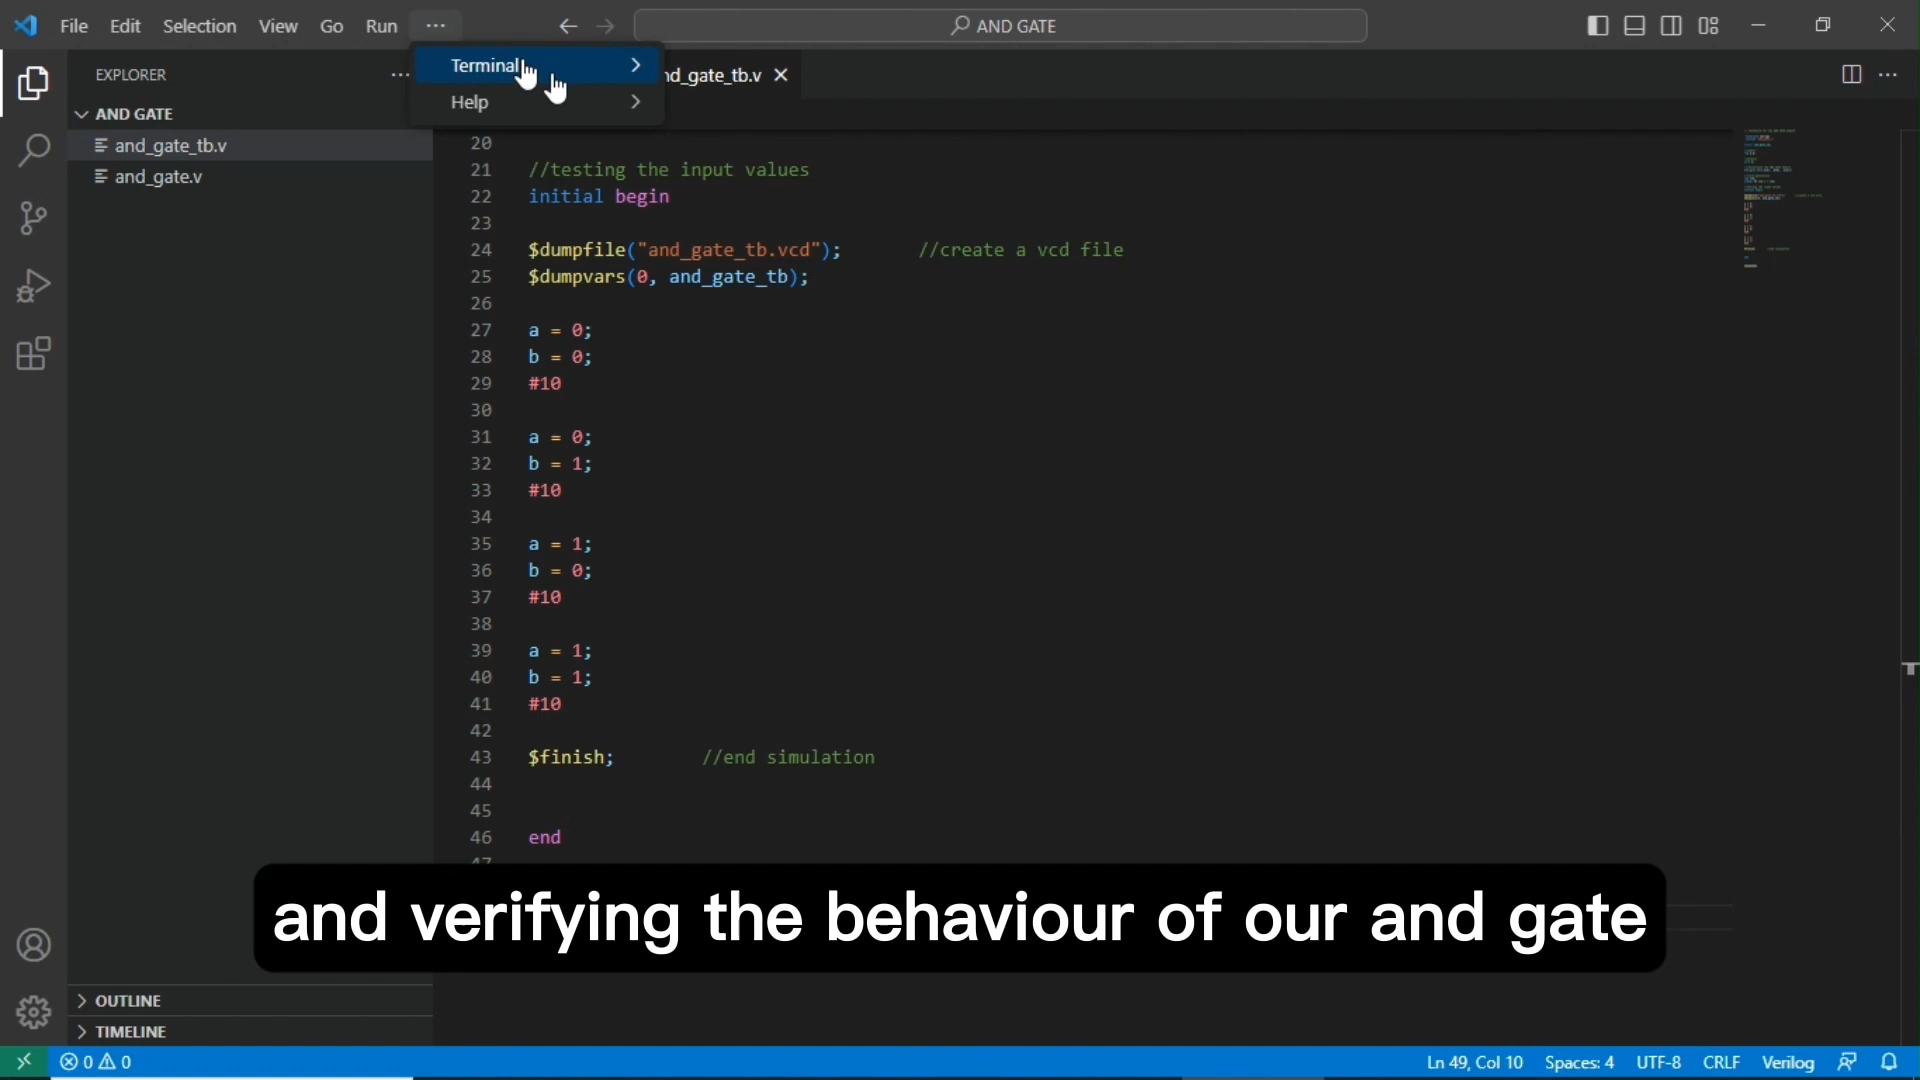 File Edit Selection View Go Run ···
AND GATE
Terminal
Help
EXPLORER
nd_gate_tb.v
AND GATE
and_gate_tb.v
and_gate.v
20
21 //testing the input values
22 initial begin
23
24 $dumpfile("and_gate_tb.vcd"); //create a vcd file
25 $dumpvars(0, and_gate_tb);
26
27 a = 0;
28 b = 0;
29 #10
30
31 a = 0;
32 b = 1;
33 #10
34
35 a = 1;
36 b = 0;
37 #10
38
39 a = 1;
40 b = 1;
41 #10
42
43 $finish; //end simulation
44
45
46 end
47
and verifying the behaviour of our and gate
OUTLINE
TIMELINE
0 0 Ln 49, Col 10 Spaces: 4 UTF-8 CRLF Verilog